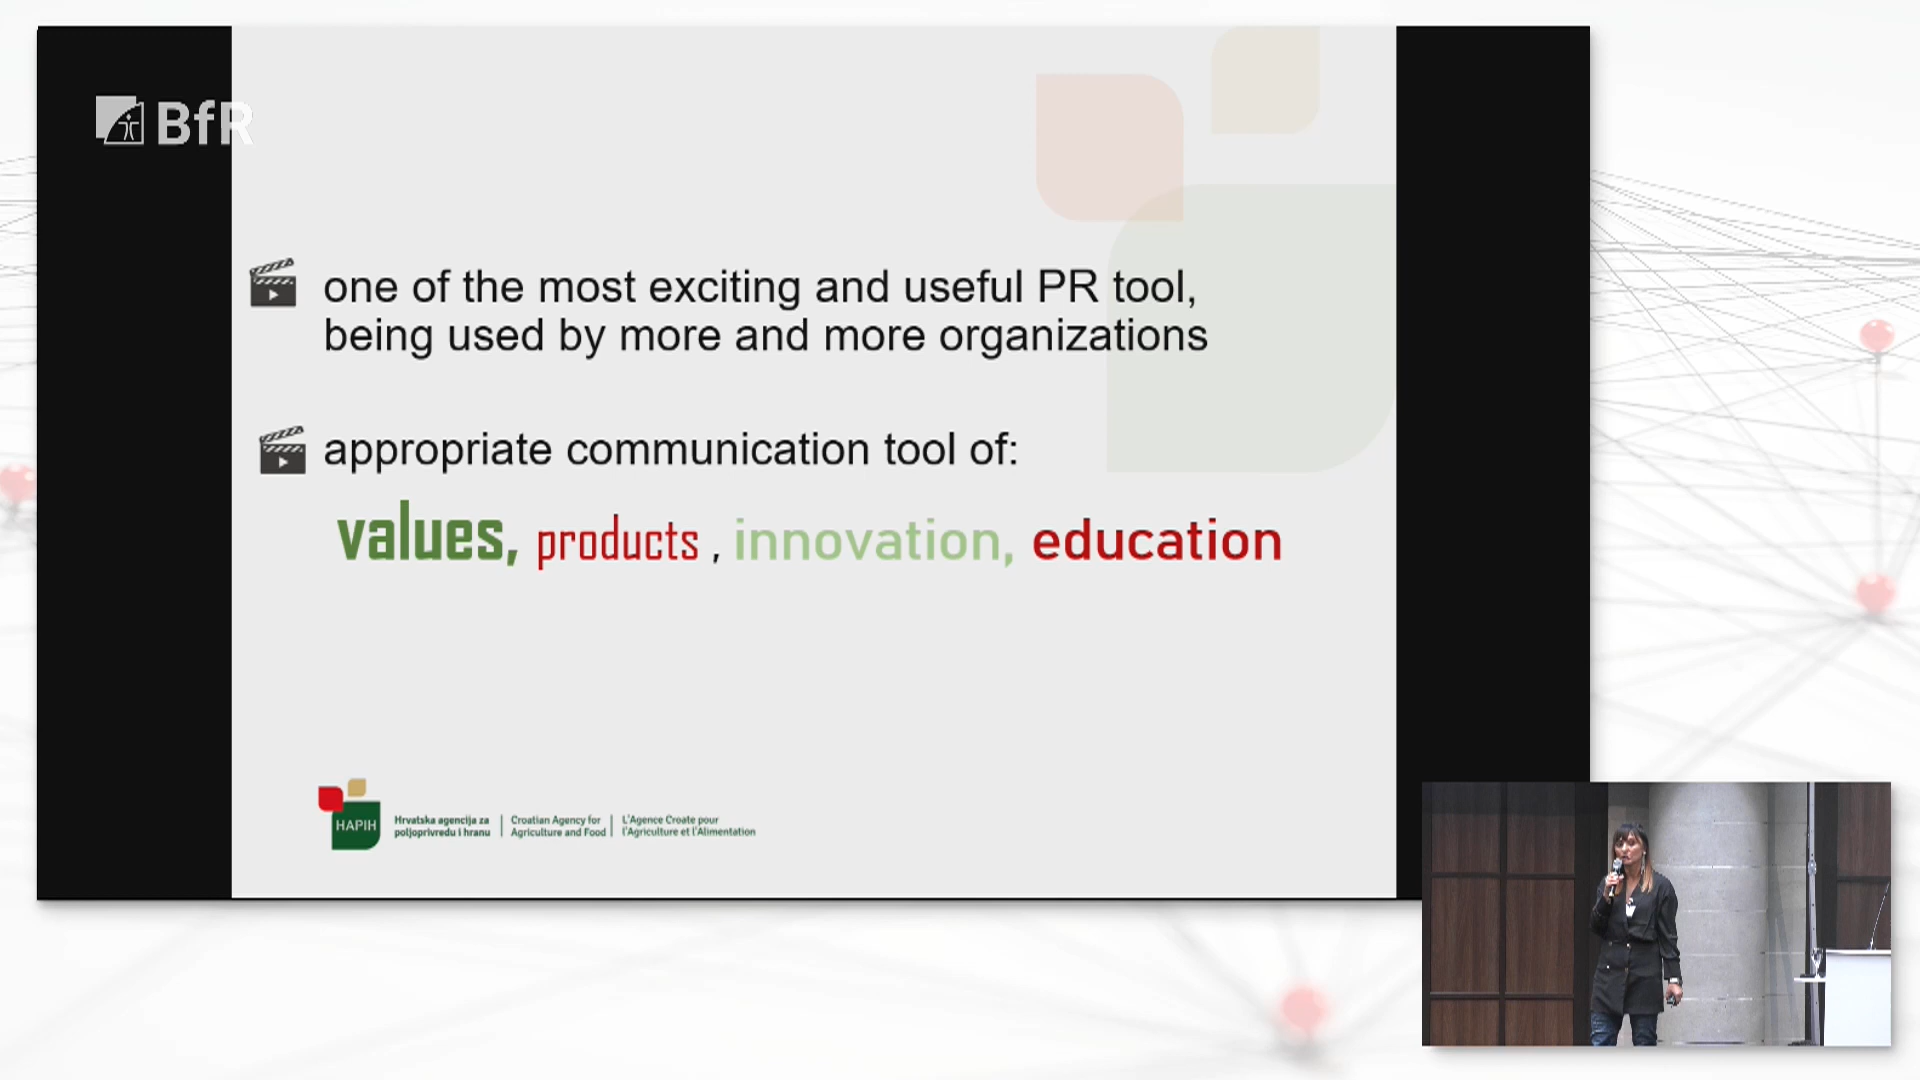 BfR
one of the most exciting and useful PR tool,
being used by more and more organizations
appropriate communication tool of:
values, products , innovation, education
HAPIH
Hrvatska agencija za
poljoprivredu i hranu
Croatian Agency for
Agriculture and Food
L'Agence Croate pour
l'Agriculture et l'Alimentation